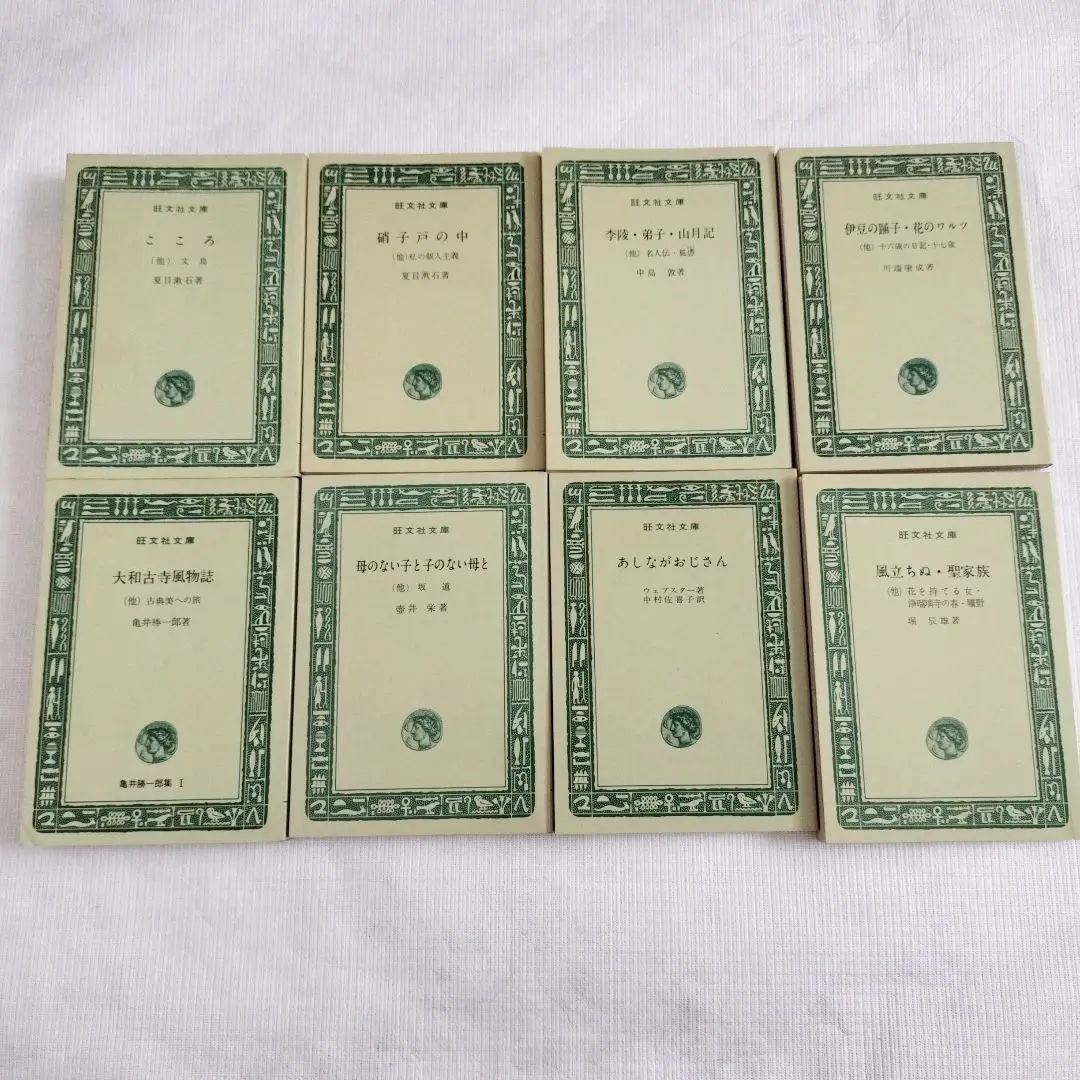 旺文社文庫
こころ
(他) 文鳥
夏目漱石著
旺文社文庫
硝子戸の中
(他) 私の個人主義
夏目漱石著
旺文社文庫
李陵・弟子・山月記
(他) 名人伝・狐憑
中島 敦著
旺文社文庫
伊豆の踊子・花のワルツ
(他) 十六歳の日記・十七歳
川端康成著
旺文社文庫
大和古寺風物誌
(他) 古典美への旅
亀井勝一郎著
亀井勝一郎集 I
旺文社文庫
母のない子と子のない母と
(他) 坂道
壺井 栄著
旺文社文庫
あしながおじさん
ウェブスター著
中村佐喜子訳
旺文社文庫
風立ちぬ・聖家族
(他) 花を持てる女・
浄瑠璃寺の春・曠野
堀 辰雄著